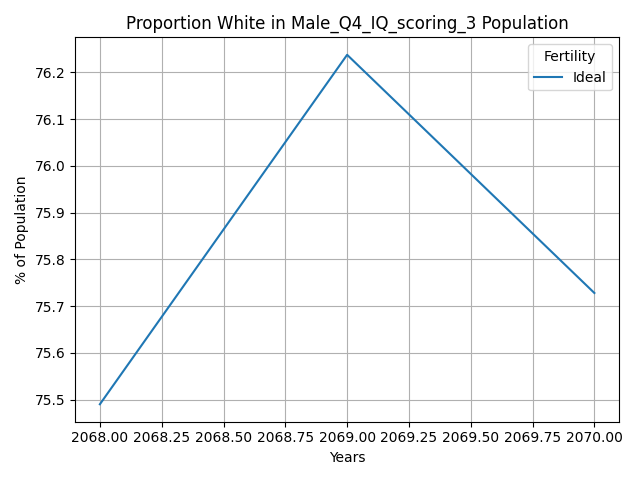 Proportion White in Male_Q4_IQ_scoring_3 Population
Fertility
Ideal
% of Population
76.2
76.1
76.0
75.9
75.8
75.7
75.6
75.5
2068.00 2068.25 2068.50 2068.75 2069.00 2069.25 2069.50 2069.75 2070.00
Years